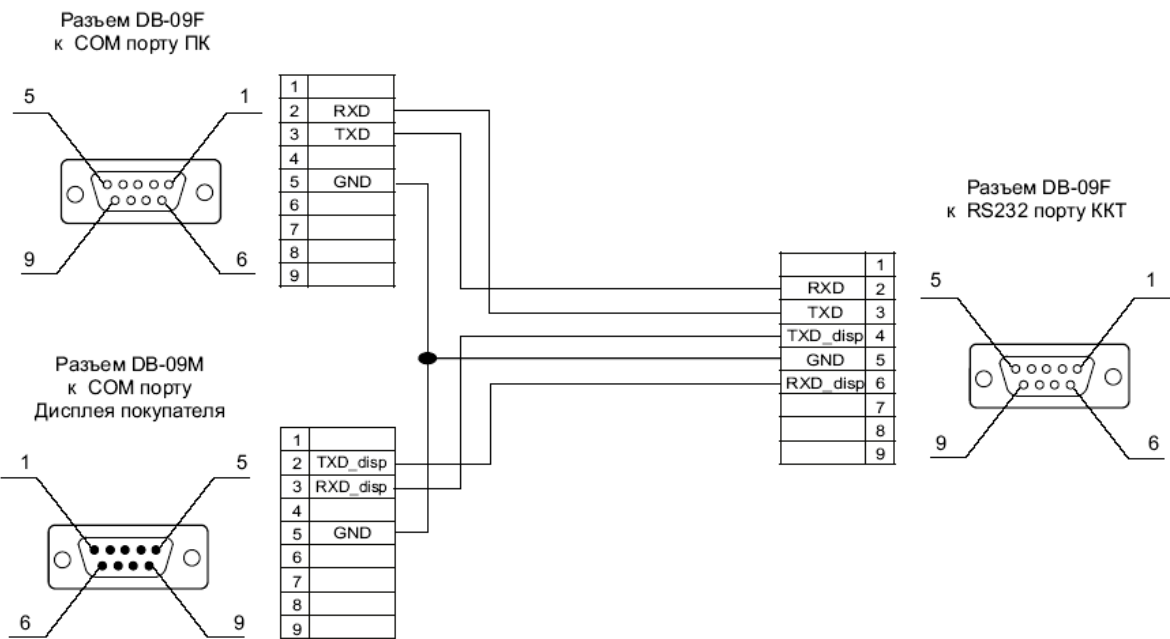 Разъем DB-09F
к COM порту ПК
5
1
9
6
1
2 RXD
3 TXD
4
5 GND
6
7
8
9
Разъем DB-09M
к COM порту
Дисплея покупателя
1
5
6
9
1
2 TXD_disp
3 RXD_disp
4
5 GND
6
7
8
9
1
RXD 2
TXD 3
TXD_disp 4
GND 5
RXD_disp 6
7
8
9
Разъем DB-09F
к RS232 порту ККТ
5
1
9
6